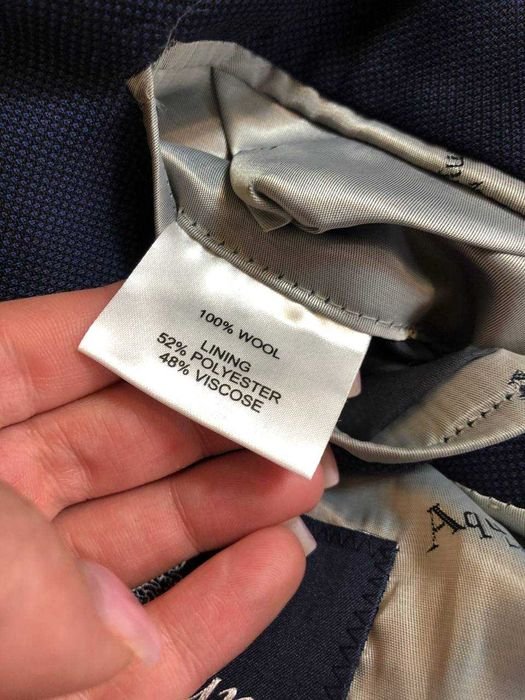 100% WOOL
LINING
52% POLYESTER
48% VISCOSE